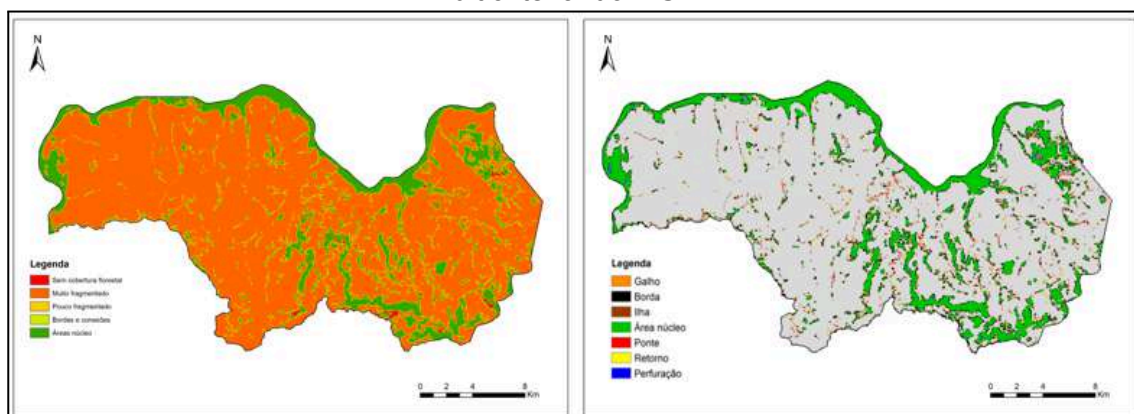 N
Legenda
Sem cobertura florestal
Muito fragmentado
Pouco fragmentado
Bordas e conexões
Áreas núcleo
0 2 4 8
Km
N
Legenda
Galho
Borda
Ilha
Área núcleo
Ponte
Retorno
Perfuração
0 2 4 8
Km